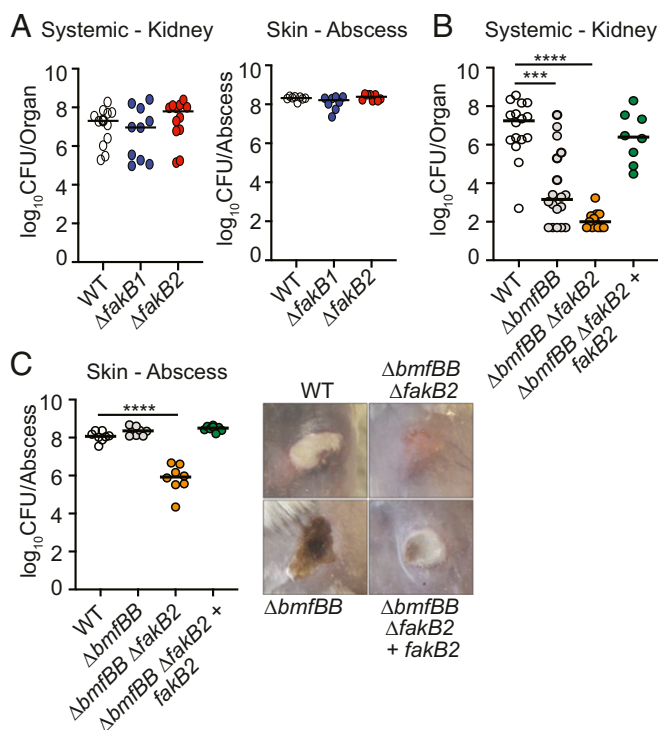 A Systemic - Kidney
log10CFU/Organ
10
8
6
4
2
0
WT
ΔfakB1
ΔfakB2
Skin - Abscess
log10CFU/Abscess
10
8
6
4
2
0
WT
ΔfakB1
ΔfakB2
B Systemic - Kidney
log10CFU/Organ
10
8
6
4
2
0
****
***
WT
ΔbmfBB
ΔbmfBB ΔfakB2
ΔbmfBB ΔfakB2 +
fakB2
C Skin - Abscess
log10CFU/Abscess
10
8
6
4
2
0
****
WT
ΔbmfBB
ΔbmfBB ΔfakB2
ΔbmfBB ΔfakB2 +
fakB2
WT
ΔbmfBB
ΔfakB2
ΔbmfBB
ΔbmfBB
ΔfakB2
+ fakB2